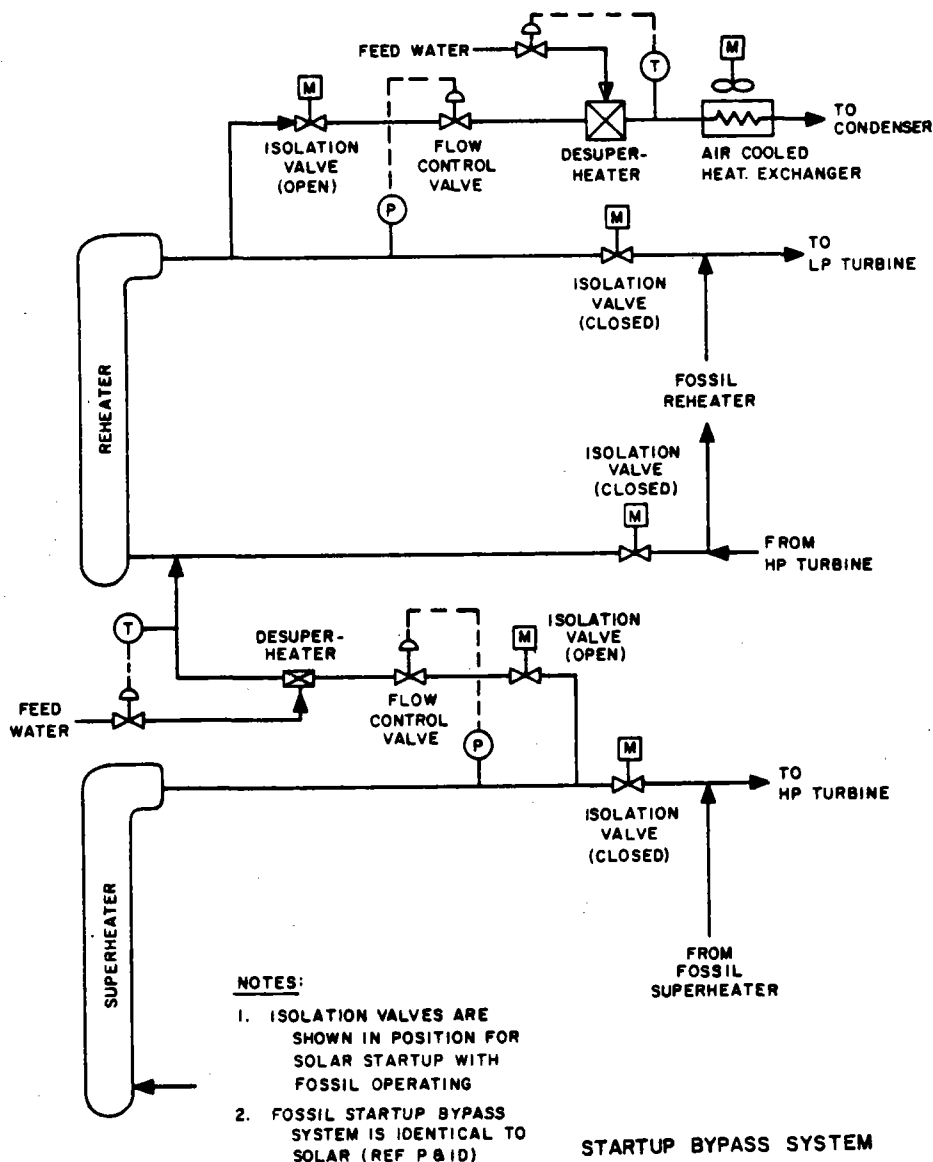 FEED WATER
M
T
M
ISOLATION
VALVE
(OPEN)
FLOW
CONTROL
VALVE
DESUPER-
HEATER
AIR COOLED
HEAT. EXCHANGER
TO
CONDENSER
P
M
TO
LP TURBINE
ISOLATION
VALVE
(CLOSED)
REHEATER
FOSSIL
REHEATER
ISOLATION
VALVE
(CLOSED)
M
FROM
HP TURBINE
T
DESUPER-
HEATER
M
ISOLATION
VALVE
(OPEN)
FEED
WATER
FLOW
CONTROL
VALVE
P
M
TO
HP TURBINE
ISOLATION
VALVE
(CLOSED)
SUPERHEATER
FROM
FOSSIL
SUPERHEATER
NOTES:
1. ISOLATION VALVES ARE
SHOWN IN POSITION FOR
SOLAR STARTUP WITH
FOSSIL OPERATING
2. FOSSIL STARTUP BYPASS
SYSTEM IS IDENTICAL TO
SOLAR (REF P&ID)
STARTUP BYPASS SYSTEM